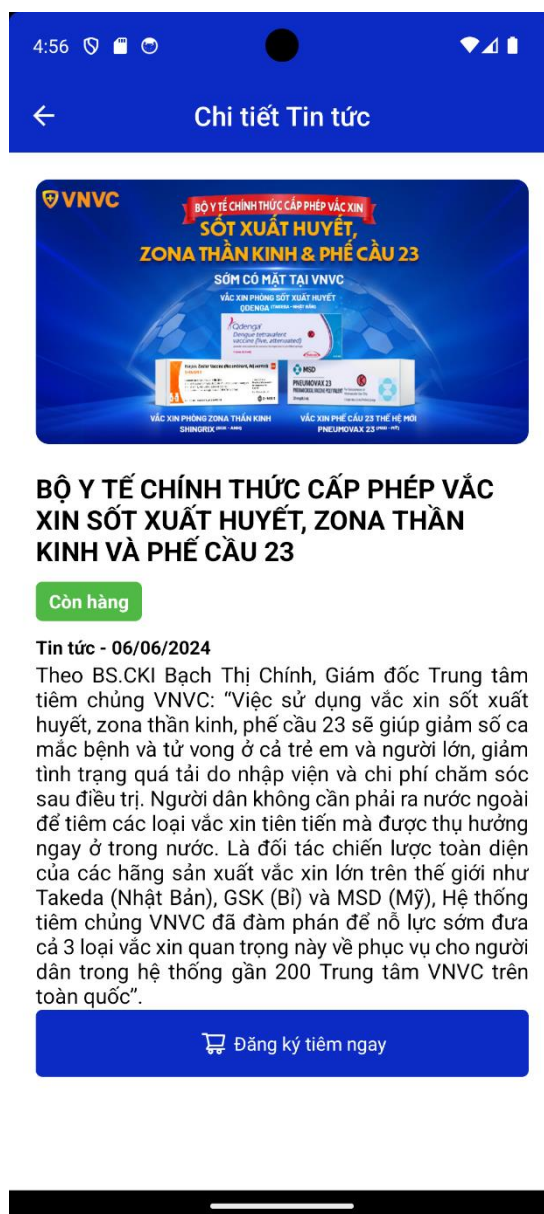 4:56
Chi tiết Tin tức
VNVC
BỘ Y TẾ CHÍNH THỨC CẤP PHÉP VẮC XIN
SỐT XUẤT HUYẾT,
ZONA THẦN KINH & PHẾ CẦU 23
SỚM CÓ MẶT TẠI VNVC
VẮC XIN PHÒNG SỐT XUẤT HUYẾT
QDENGA (TAKEDA - NHẬT BẢN)
Qdenga
Dengue tetravalent
vaccine (live, attenuated)
MSD
PNEUMOVAX 23
VẮC XIN PHÒNG ZONA THẦN KINH
SHINGRIX
VẮC XIN PHẾ CẦU 23 THẾ HỆ MỚI
PNEUMOVAX 23 (MSD - MỸ)
BỘ Y TẾ CHÍNH THỨC CẤP PHÉP VẮC
XIN SỐT XUẤT HUYẾT, ZONA THẦN
KINH VÀ PHẾ CẦU 23
Còn hàng
Tin tức - 06/06/2024
Theo BS.CKI Bạch Thị Chính, Giám đốc Trung tâm
tiêm chủng VNVC: “Việc sử dụng vắc xin sốt xuất
huyết, zona thần kinh, phế cầu 23 sẽ giúp giảm số ca
mắc bệnh và tử vong ở cả trẻ em và người lớn, giảm
tình trạng quá tải do nhập viện và chi phí chăm sóc
sau điều trị. Người dân không cần phải ra nước ngoài
để tiêm các loại vắc xin tiên tiến mà được thụ hưởng
ngay ở trong nước. Là đối tác chiến lược toàn diện
của các hãng sản xuất vắc xin lớn trên thế giới như
Takeda (Nhật Bản), GSK (Bỉ) và MSD (Mỹ), Hệ thống
tiêm chủng VNVC đã đàm phán để nỗ lực sớm đưa
cả 3 loại vắc xin quan trọng này về phục vụ cho người
dân trong hệ thống gần 200 Trung tâm VNVC trên
toàn quốc”.
Đăng ký tiêm ngay